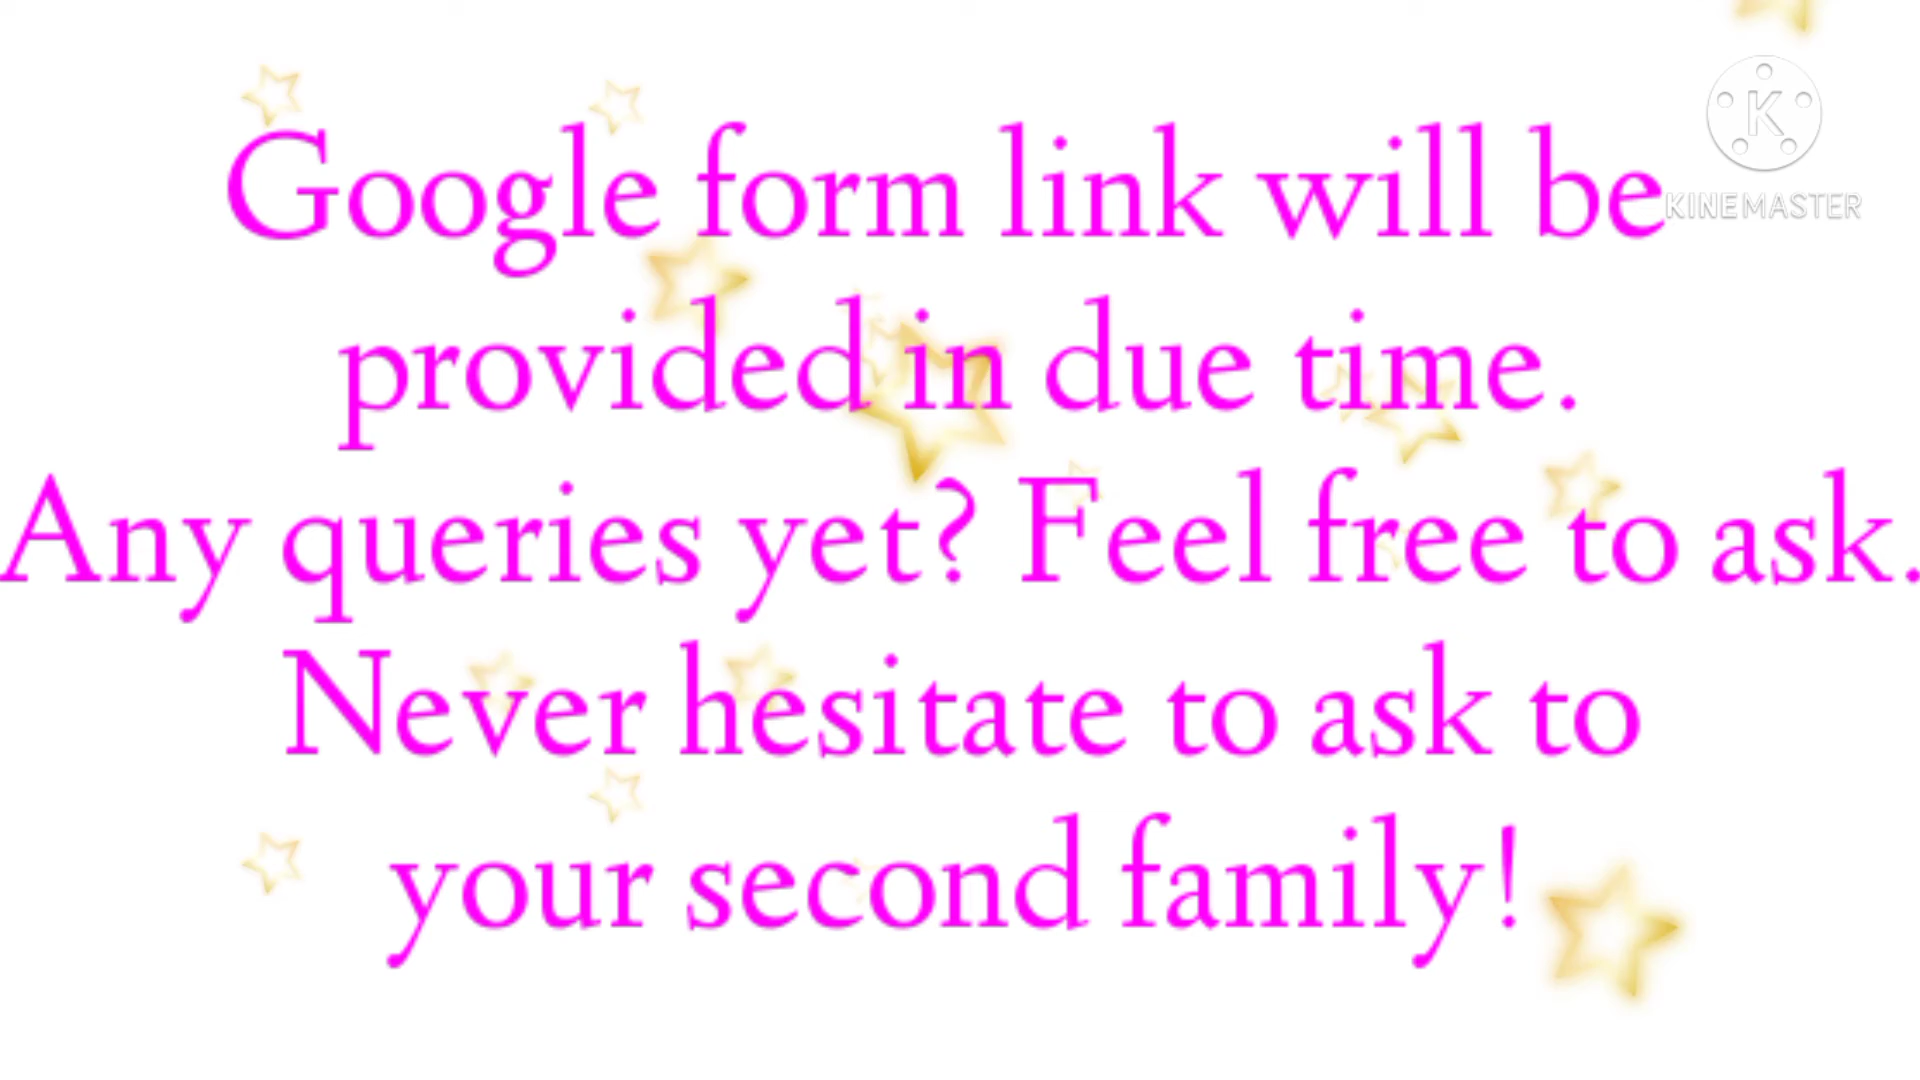 Google form link will be
KINEMASTER
provided in due time.
Any queries yet? Feel free to ask.
Never hesitate to ask to
your second family!